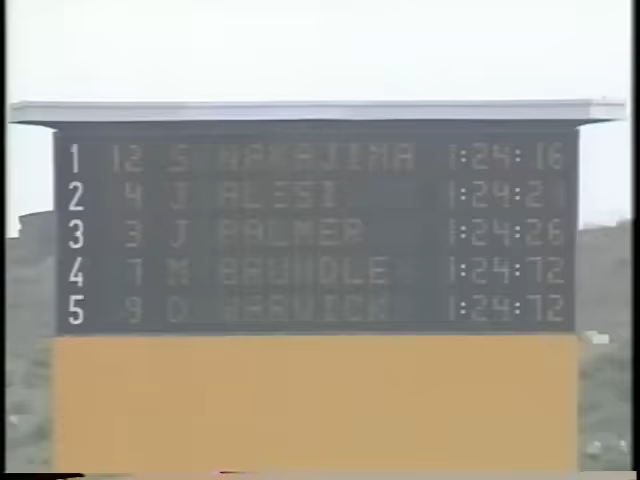 1 12 S NAKAJIMA 1:24:16
2 4 J ALESI 1:24:21
3 3 J PALMER 1:24:26
4 7 M BRUNDLE 1:24:72
5 9 D WARWICK 1:24:72